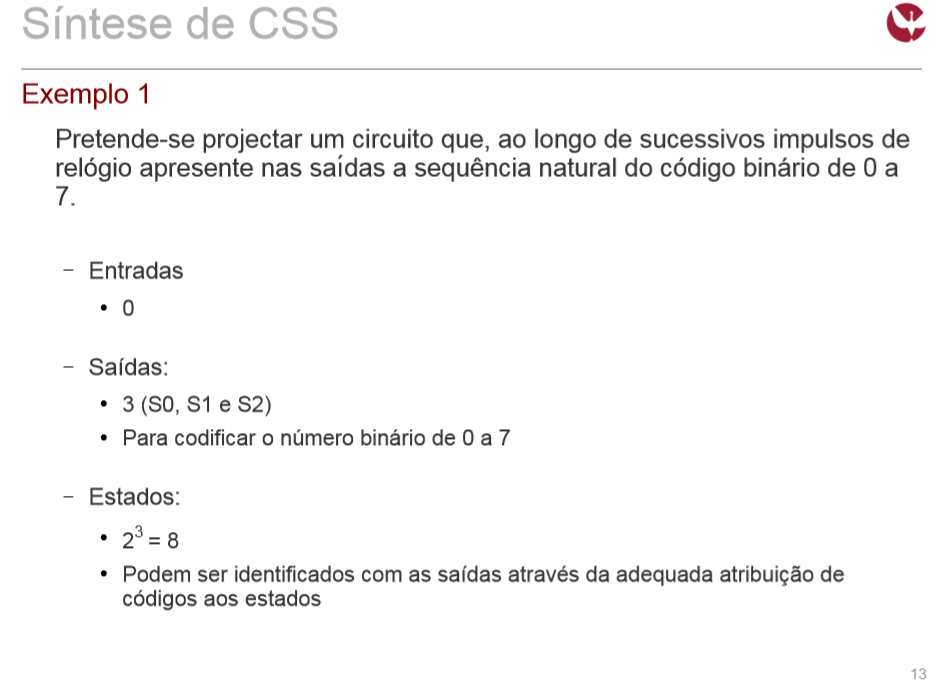 Síntese de CSS
Exemplo 1
Pretende-se projectar um circuito que, ao longo de sucessivos impulsos de
relógio apresente nas saídas a sequência natural do código binário de 0 a
7.
– Entradas
• 0
– Saídas:
• 3 (S0, S1 e S2)
• Para codificar o número binário de 0 a 7
– Estados:
• 2³ = 8
• Podem ser identificados com as saídas através da adequada atribuição de
códigos aos estados
13